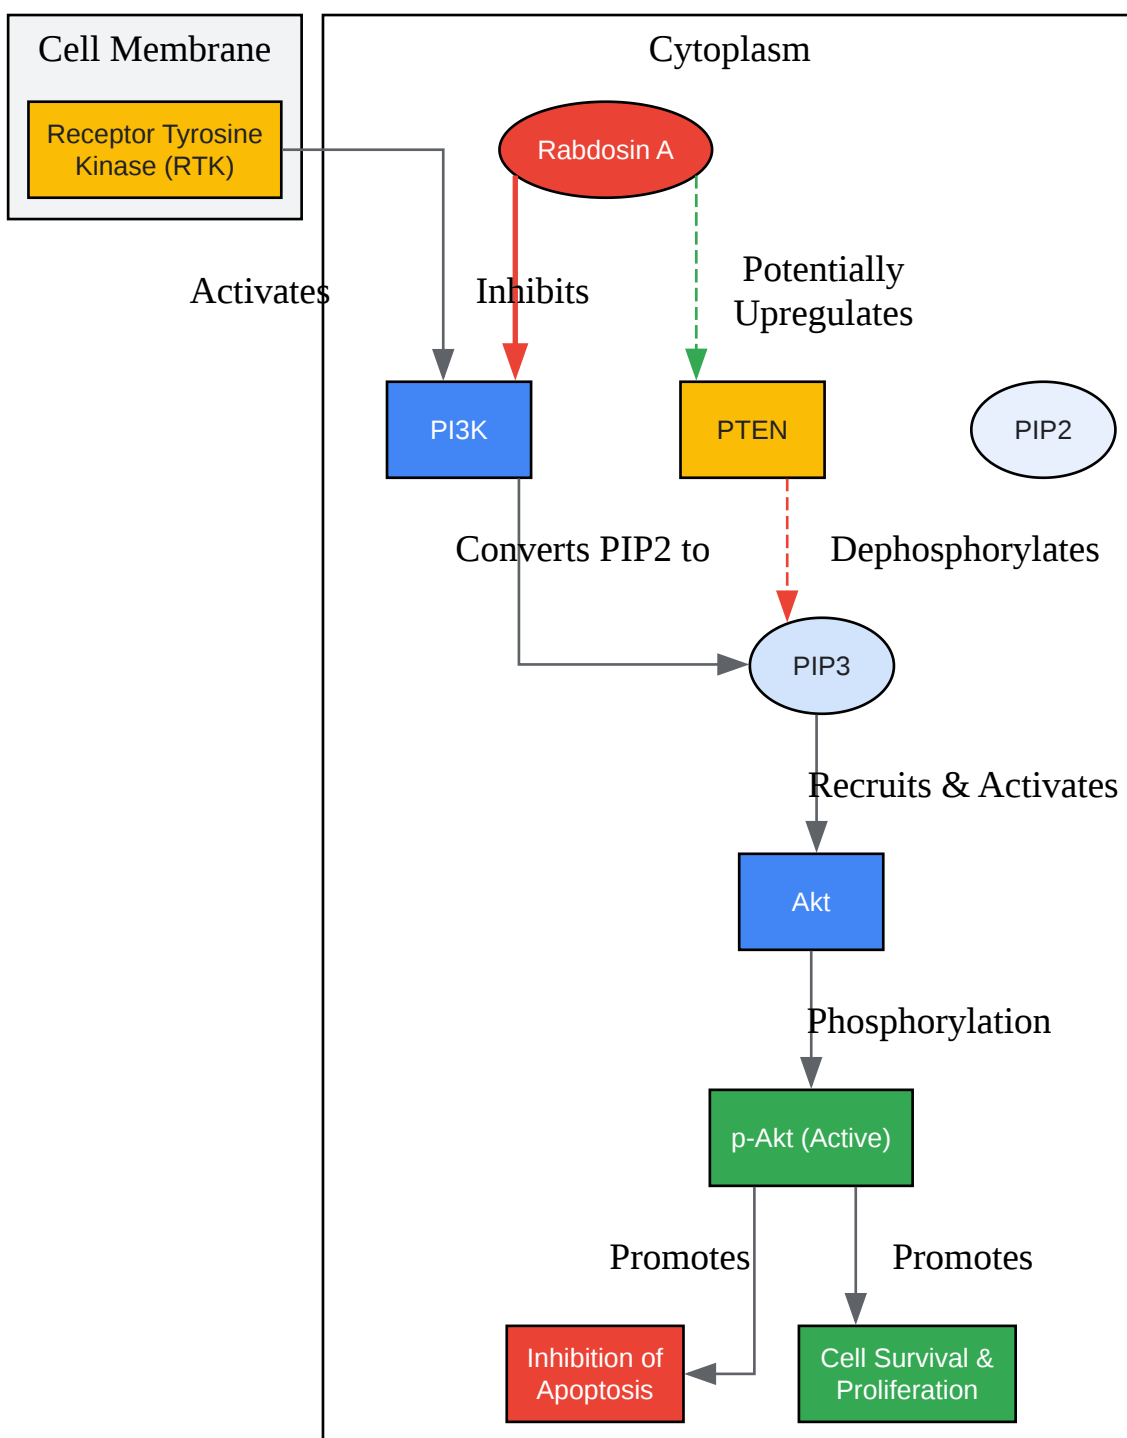 Cell Membrane
Cytoplasm
Receptor Tyrosine
Kinase (RTK)
Rabdosin A
Activates
Inhibits
Potentially
Upregulates
PI3K
PTEN
PIP2
Converts PIP2 to
Dephosphorylates
PIP3
Recruits & Activates
Akt
Phosphorylation
p-Akt (Active)
Promotes
Promotes
Inhibition of
Apoptosis
Cell Survival &
Proliferation